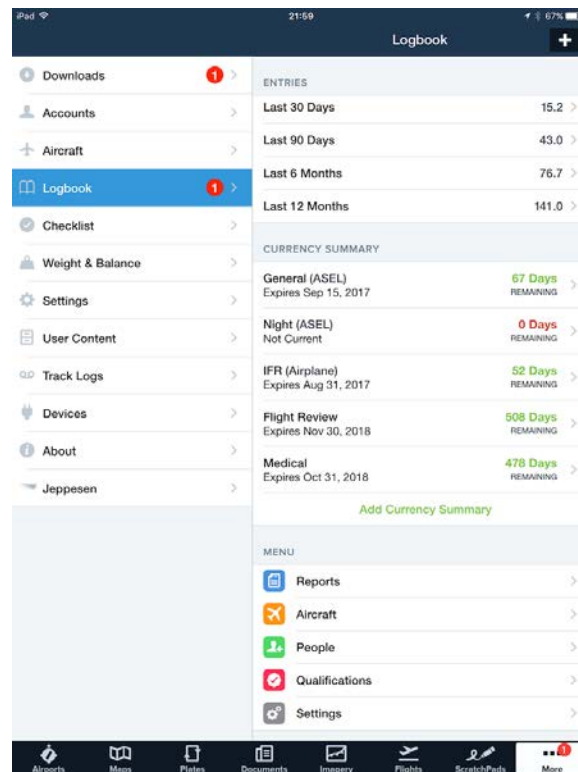 iPad 21:59 67%
Logbook +
Downloads 1
Accounts
Aircraft
Logbook 1
Checklist
Weight & Balance
Settings
User Content
Track Logs
Devices
About
Jeppesen
ENTRIES
Last 30 Days 15.2
Last 90 Days 43.0
Last 6 Months 76.7
Last 12 Months 141.0
CURRENCY SUMMARY
General (ASEL) 67 Days
Expires Sep 15, 2017 REMAINING
Night (ASEL) 0 Days
Not Current REMAINING
IFR (Airplane) 52 Days
Expires Aug 31, 2017 REMAINING
Flight Review 508 Days
Expires Nov 30, 2018 REMAINING
Medical 478 Days
Expires Oct 31, 2018 REMAINING
Add Currency Summary
MENU
Reports
Aircraft
People
Qualifications
Settings
Airports Maps Plates Documents Imagery Flights ScratchPads More 1